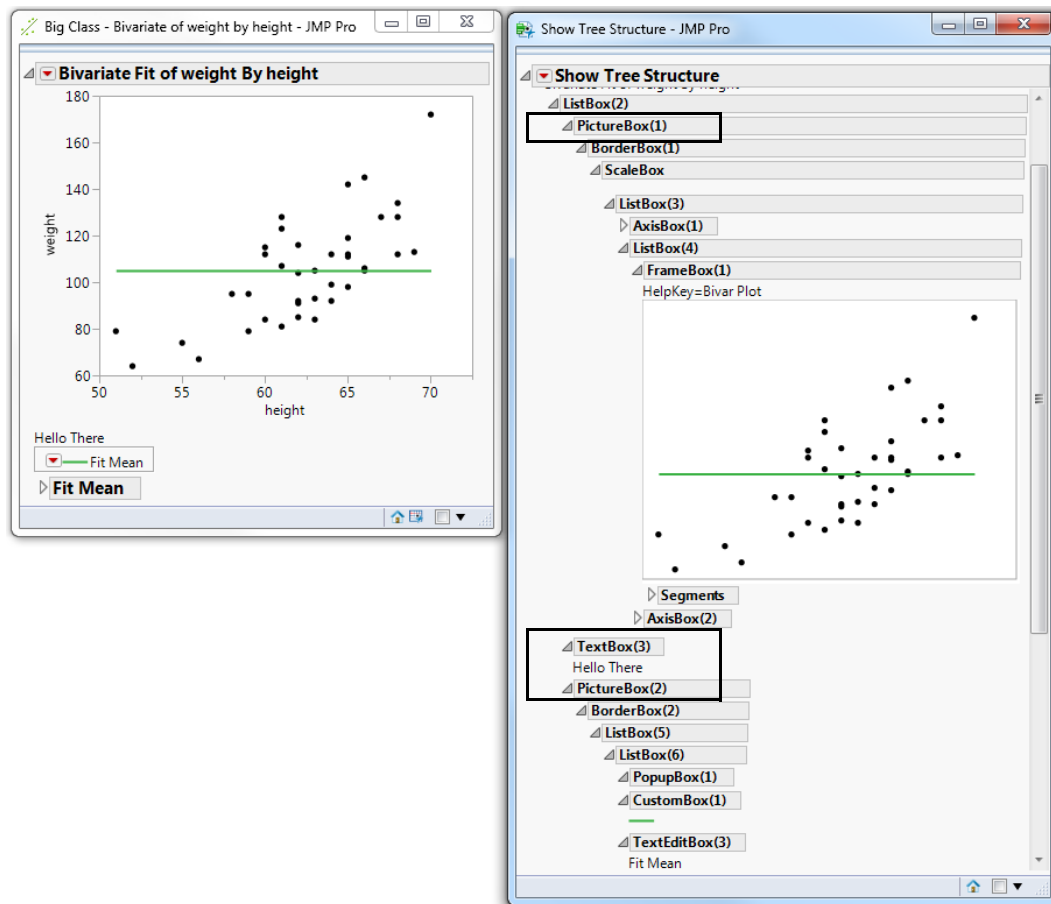 Big Class - Bivariate of weight by height - JMP Pro
Bivariate Fit of weight By height
180
160
140
120
100
80
60
weight
50 55 60 65 70
height
Hello There
Fit Mean
Fit Mean
Show Tree Structure - JMP Pro
Show Tree Structure
ListBox(2)
PictureBox(1)
BorderBox(1)
ScaleBox
ListBox(3)
AxisBox(1)
ListBox(4)
FrameBox(1)
HelpKey=Bivar Plot
Segments
AxisBox(2)
TextBox(3)
Hello There
PictureBox(2)
BorderBox(2)
ListBox(5)
ListBox(6)
PopupBox(1)
CustomBox(1)
TextEditBox(3)
Fit Mean